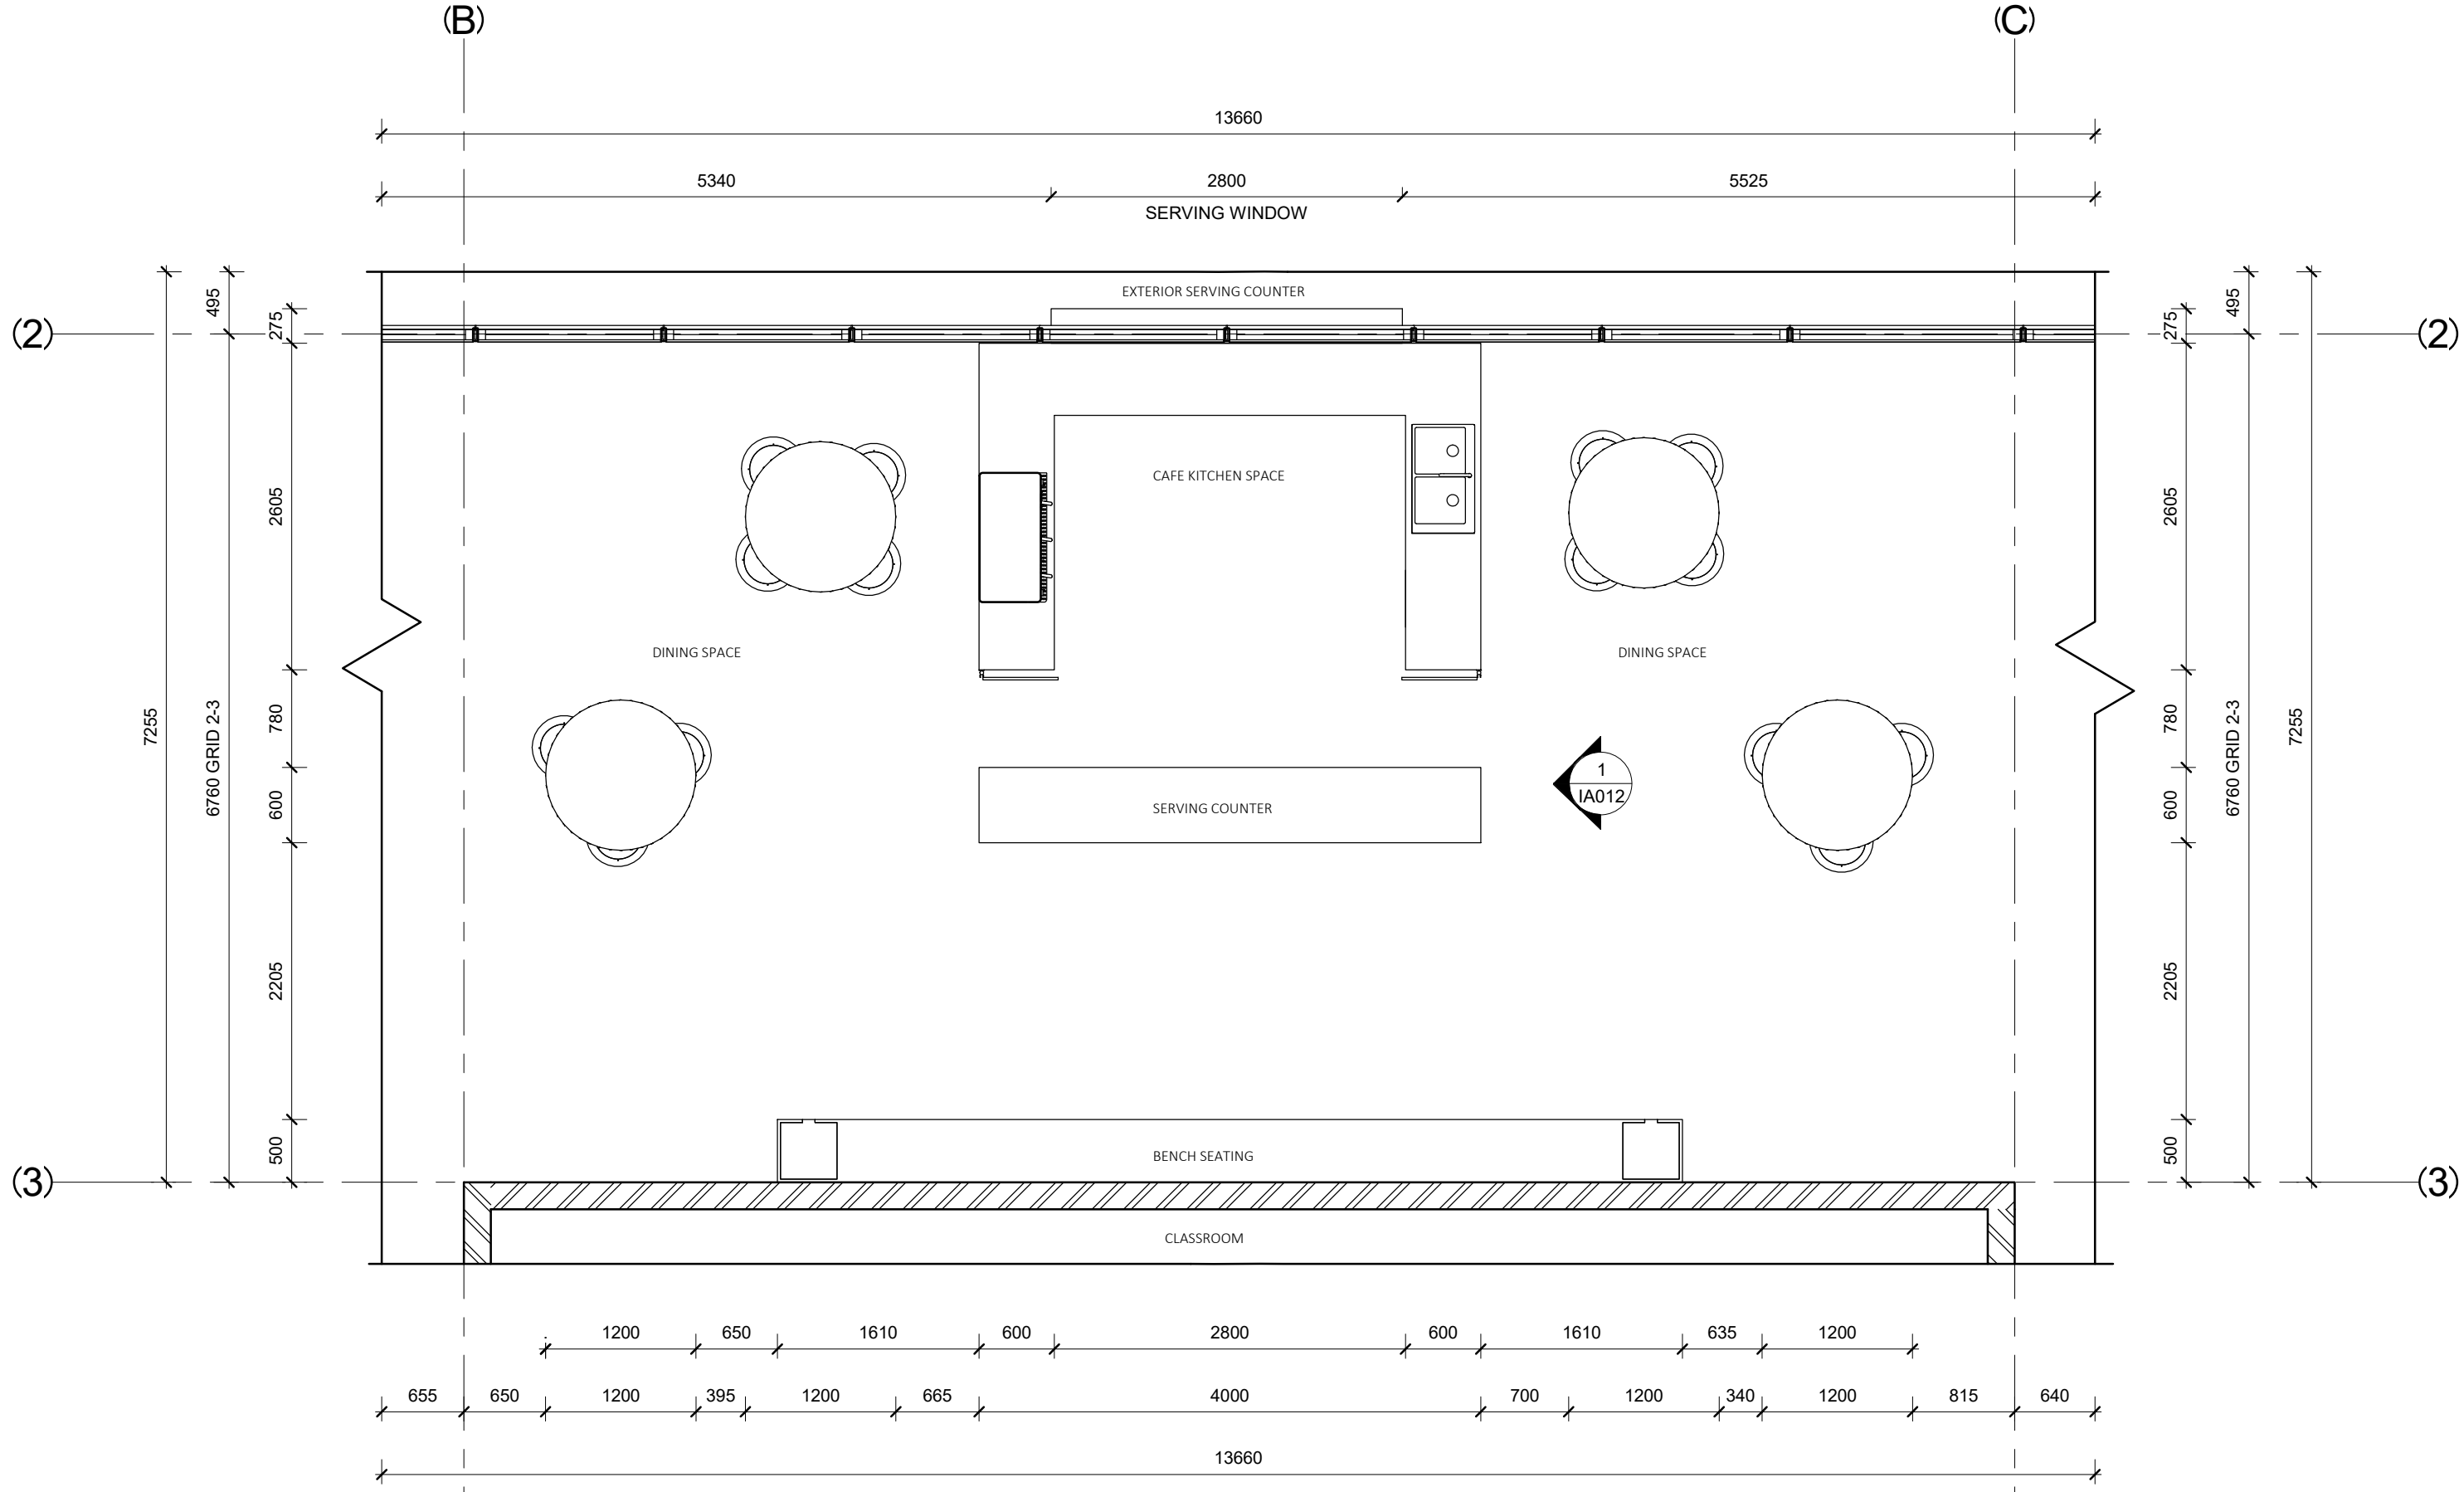 (B) (C)
13660
5340 2800 5525
SERVING WINDOW
EXTERIOR SERVING COUNTER
495 275 275 495
(2) (2)
CAFE KITCHEN SPACE
2605 2605
DINING SPACE DINING SPACE
7255 6760 GRID 2-3 780 780 6760 GRID 2-3 7255
1
IA012
600 600
SERVING COUNTER
2205 2205
500 500
BENCH SEATING
(3) (3)
CLASSROOM
1200 650 1610 600 2800 600 1610 635 1200
655 650 1200 395 1200 665 4000 700 1200 340 1200 815 640
13660